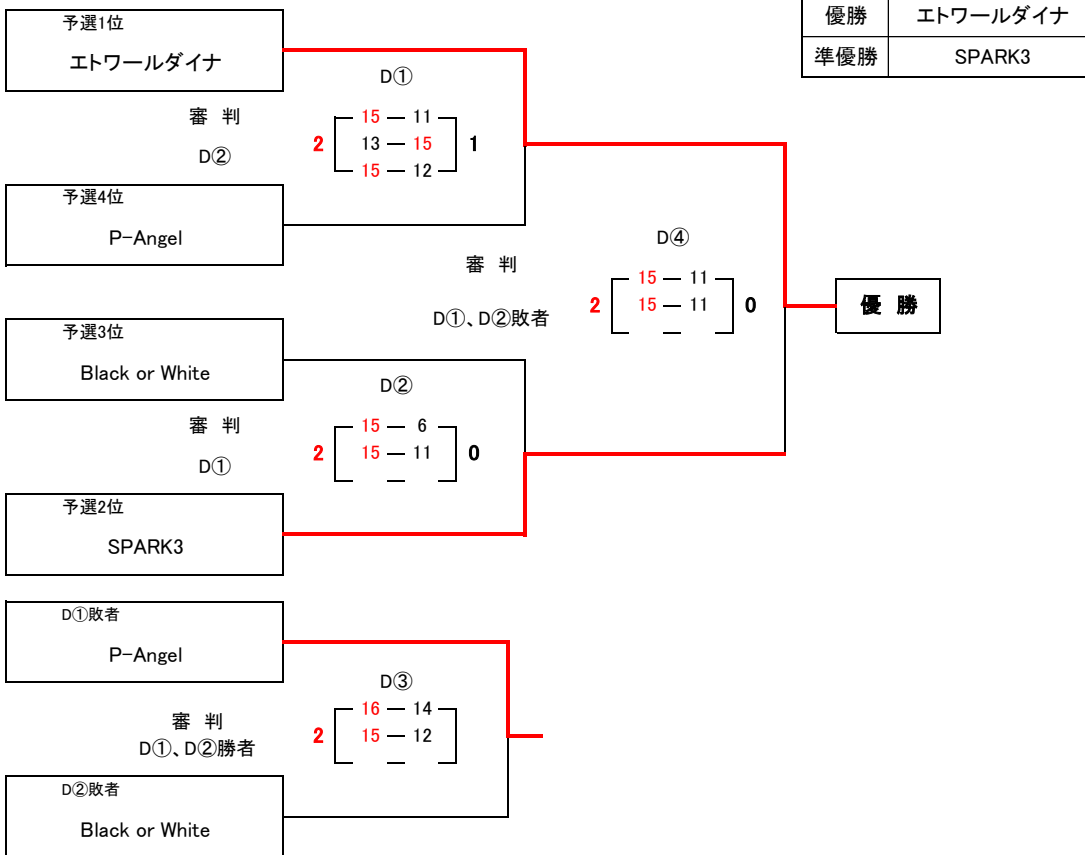 優勝 エトワールダイナ
準優勝 SPARK3
予選1位
エトワールダイナ
D①
審 判
D②
15 — 11
2 13 — 15 1
15 — 12
予選4位
P-Angel
D④
審 判
D①、D②敗者
15 — 11
2 15 — 11 0
—
優 勝
予選3位
Black or White
D②
審 判
D①
15 — 6
2 15 — 11 0
—
予選2位
SPARK3
D①敗者
P-Angel
D③
審 判
D①、D②勝者
16 — 14
2 15 — 12
—
D②敗者
Black or White